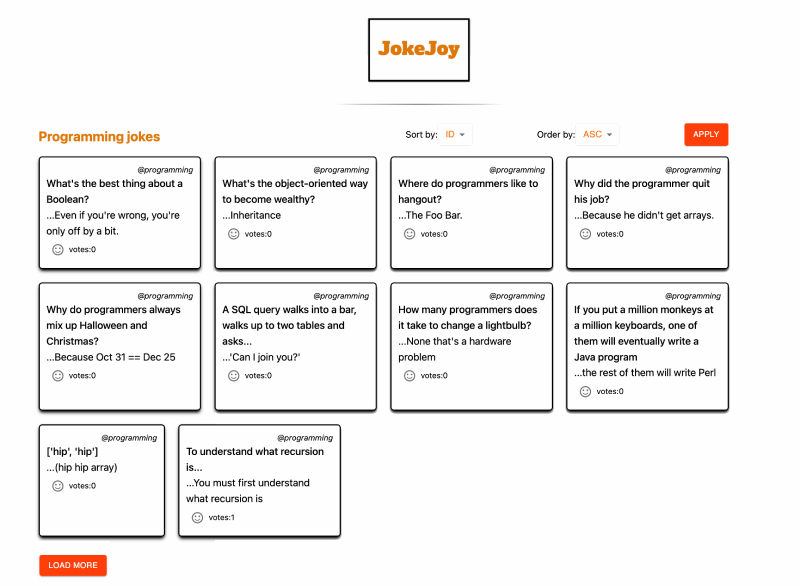 JokeJoy
Programming jokes
Sort by: ID
Order by: ASC
APPLY
@programming
What's the best thing about a
Boolean?
...Even if you're wrong, you're
only off by a bit.
votes:0
@programming
What's the object-oriented way
to become wealthy?
...Inheritance
votes:0
@programming
Where do programmers like to
hangout?
...The Foo Bar.
votes:0
@programming
Why did the programmer quit
his job?
...Because he didn't get arrays.
votes:0
@programming
Why do programmers always
mix up Halloween and
Christmas?
...Because Oct 31 == Dec 25
votes:0
@programming
A SQL query walks into a bar,
walks up to two tables and
asks...
...'Can I join you?'
votes:0
@programming
How many programmers does
it take to change a lightbulb?
...None that's a hardware
problem
votes:0
@programming
If you put a million monkeys at
a million keyboards, one of
them will eventually write a
Java program
...the rest of them will write Perl
votes:0
@programming
['hip', 'hip']
...(hip hip array)
votes:0
@programming
To understand what recursion
is...
...You must first understand
what recursion is
votes:1
LOAD MORE